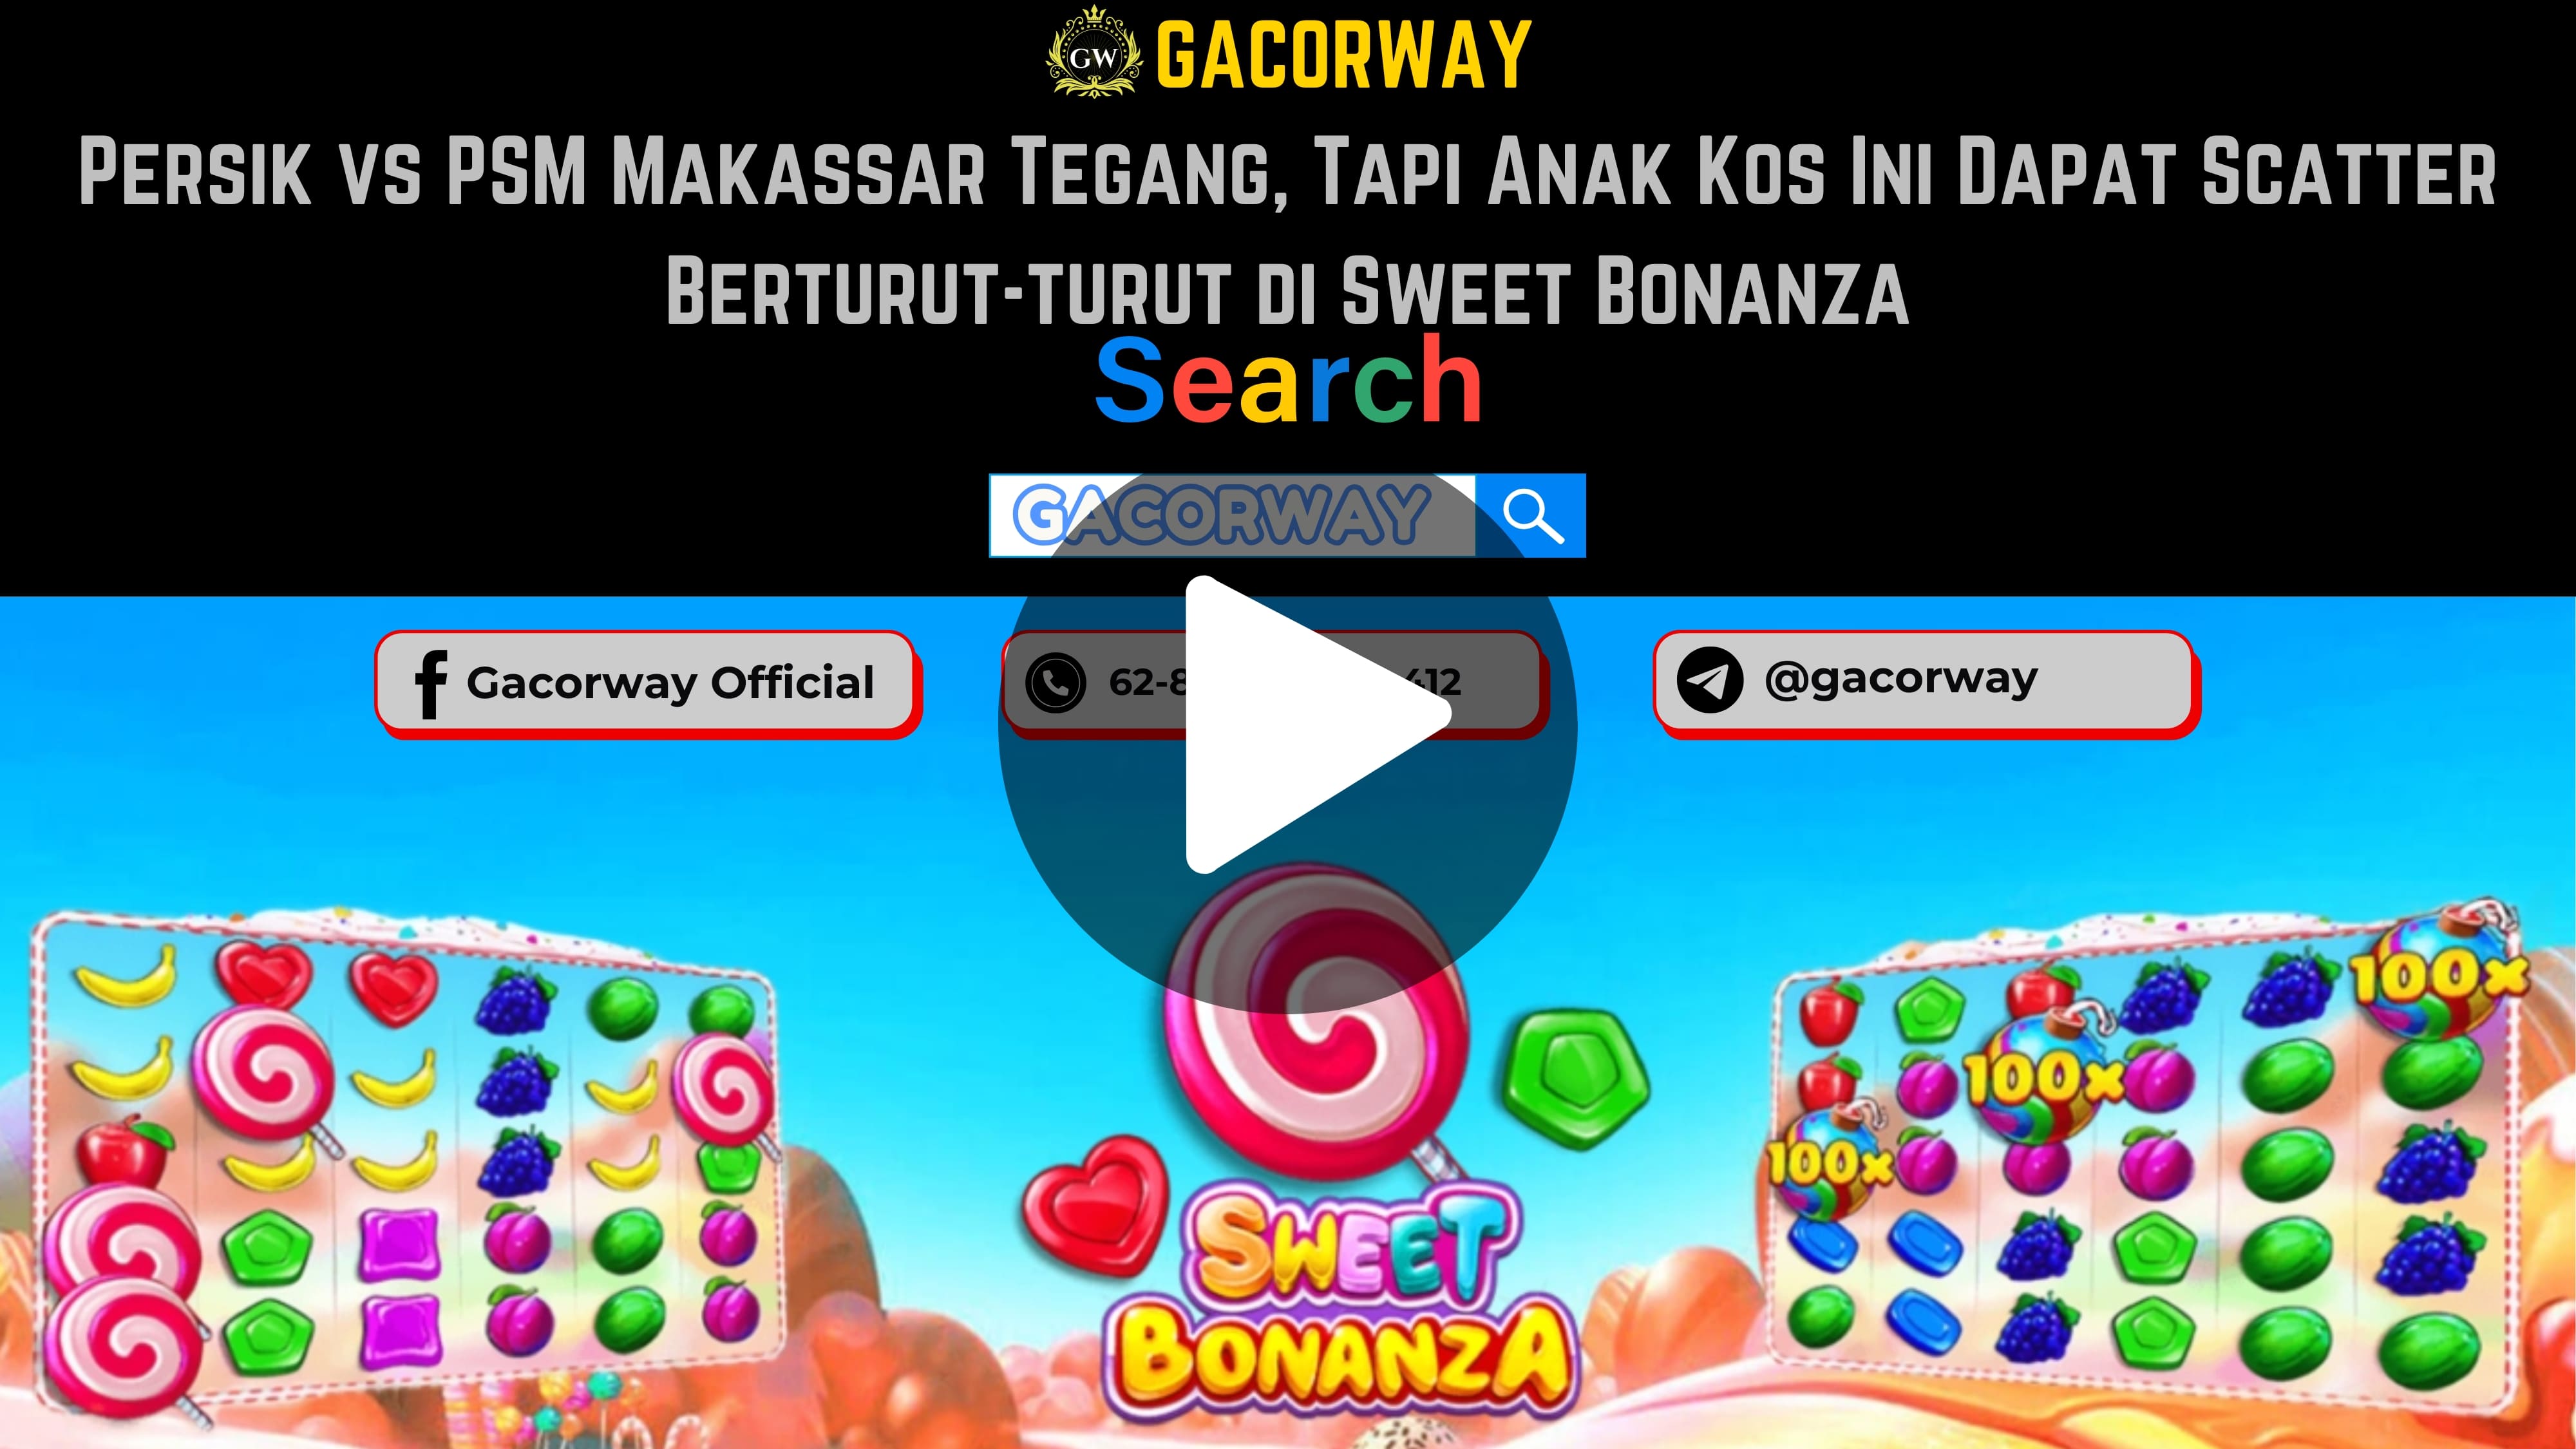 GW GACORWAY
Persik vs PSM Makassar Tegang, Tapi Anak Kos Ini Dapat Scatter
Berturut-turut di Sweet Bonanza
Search
GACORWAY
Gacorway Official
@gacorway
100x
100x
100x
SWEET
BONANZA